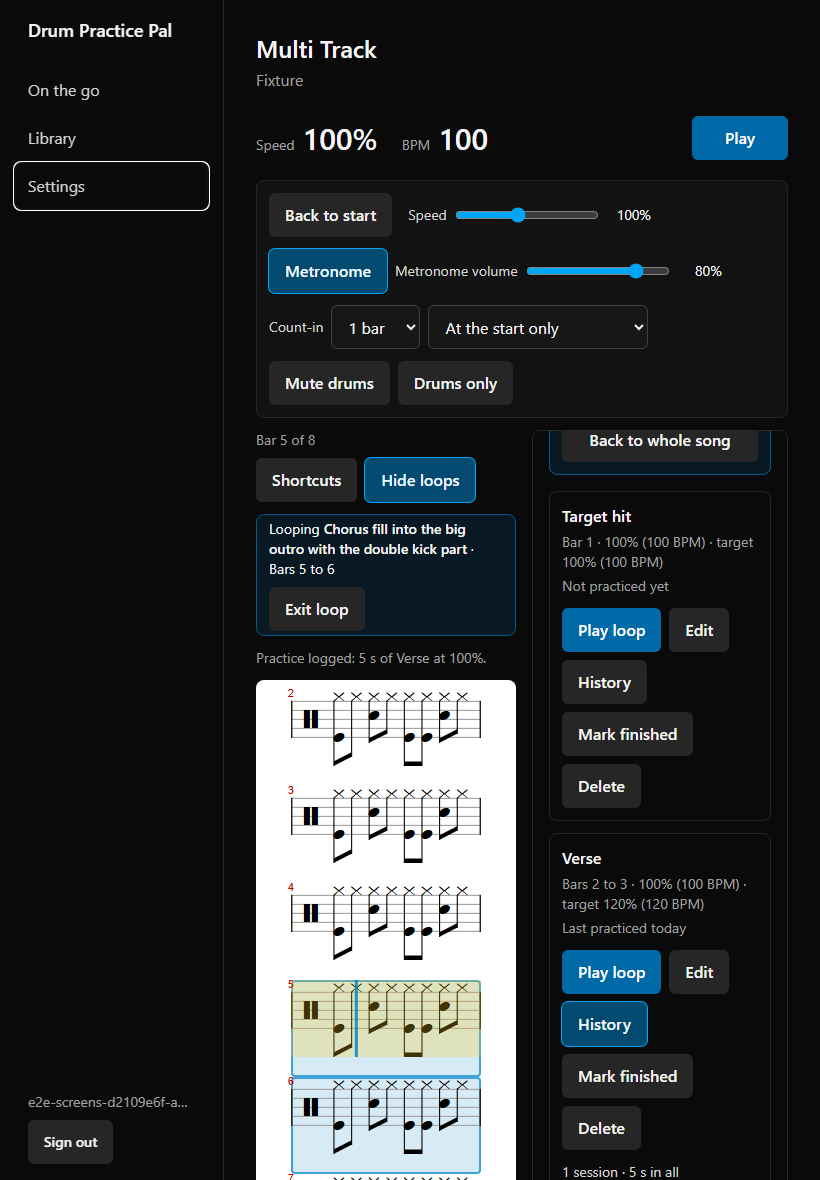 Drum Practice Pal
On the go
Library
Settings
e2e-screens-d2109e6f-a...
Sign out
Multi Track
Fixture
Speed 100% BPM 100
Play
Back to start Speed 100%
Metronome Metronome volume 80%
Count-in 1 bar At the start only
Mute drums Drums only
Bar 5 of 8
Shortcuts Hide loops
Looping Chorus fill into the big
outro with the double kick part ·
Bars 5 to 6
Exit loop
Practice logged: 5 s of Verse at 100%.
2
3
4
5
6
7
Back to whole song
Target hit
Bar 1 · 100% (100 BPM) · target
100% (100 BPM)
Not practiced yet
Play loop Edit
History
Mark finished
Delete
Verse
Bars 2 to 3 · 100% (100 BPM) ·
target 120% (120 BPM)
Last practiced today
Play loop Edit
History
Mark finished
Delete
1 session · 5 s in all